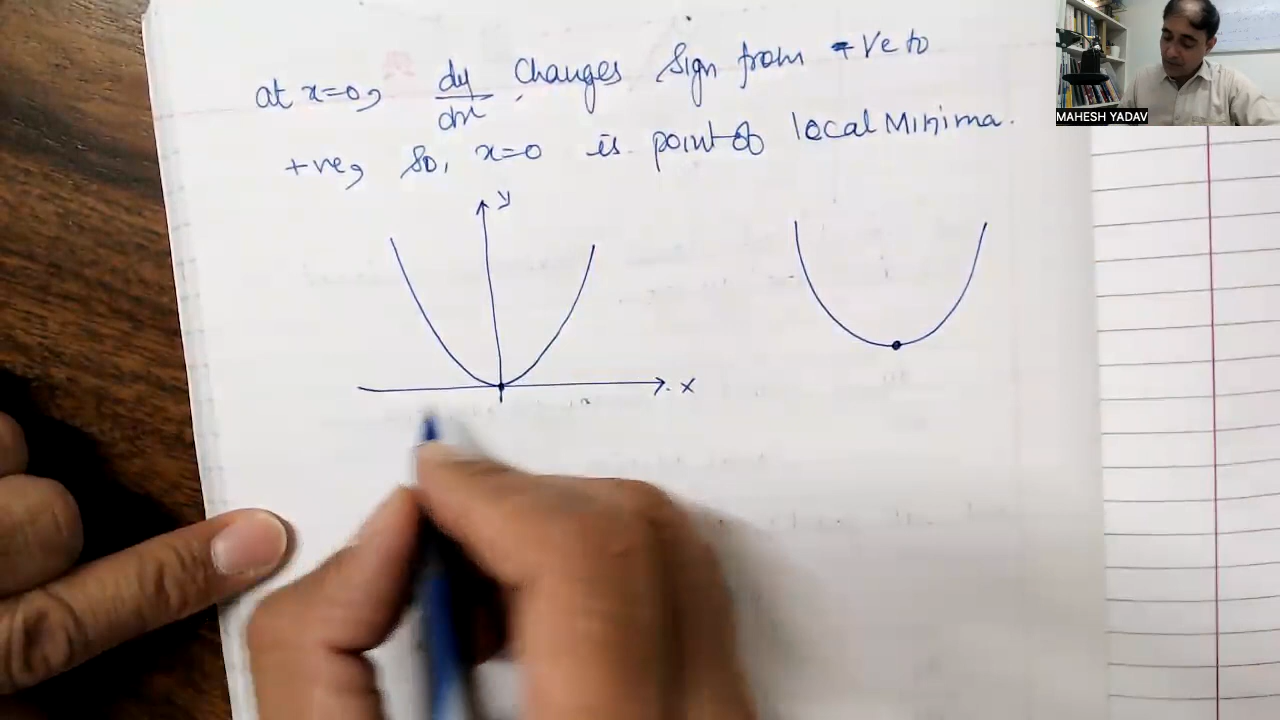 at x=0, dy/dx changes sign from -ve to
+ve, so, x=0 is point of local Minima.
y
x
MAHESH YADAV